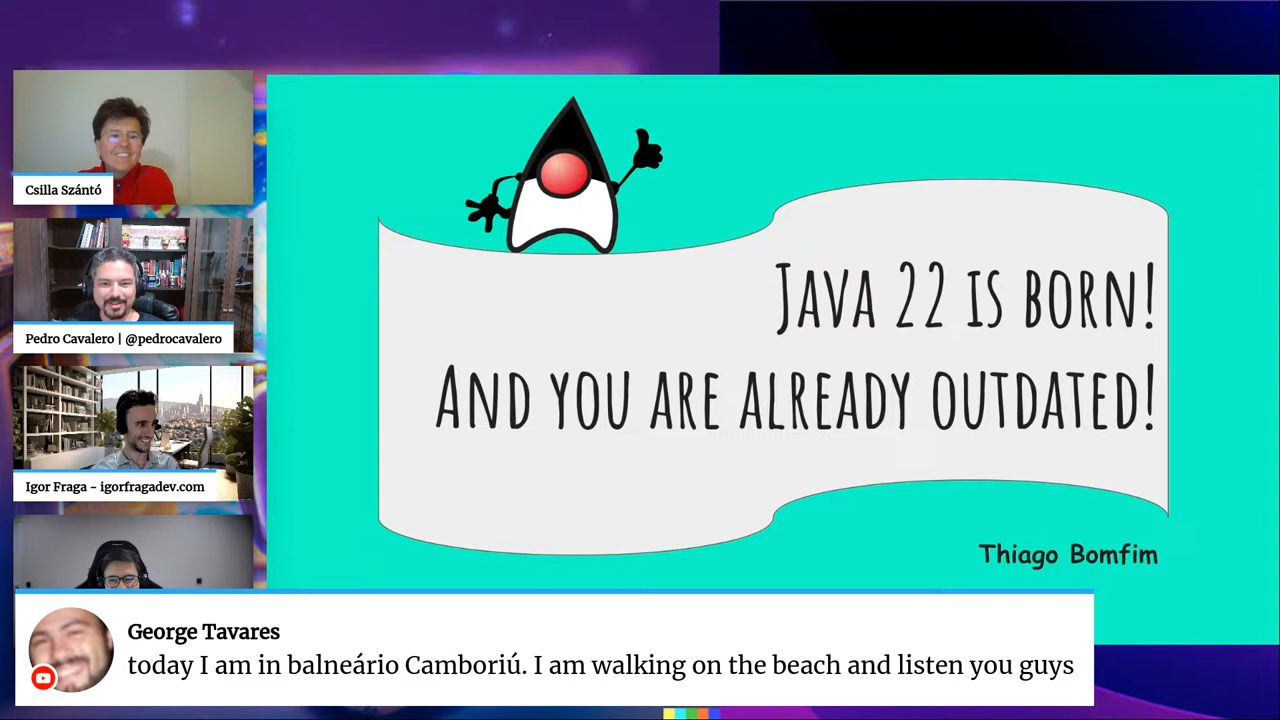 Csilla Szántó
Pedro Cavalero | @pedrocavalero
Igor Fraga - igorfragadev.com
JAVA 22 IS BORN!
AND YOU ARE ALREADY OUTDATED!
Thiago Bomfim
George Tavares
today I am in balneário Camboriú. I am walking on the beach and listen you guys